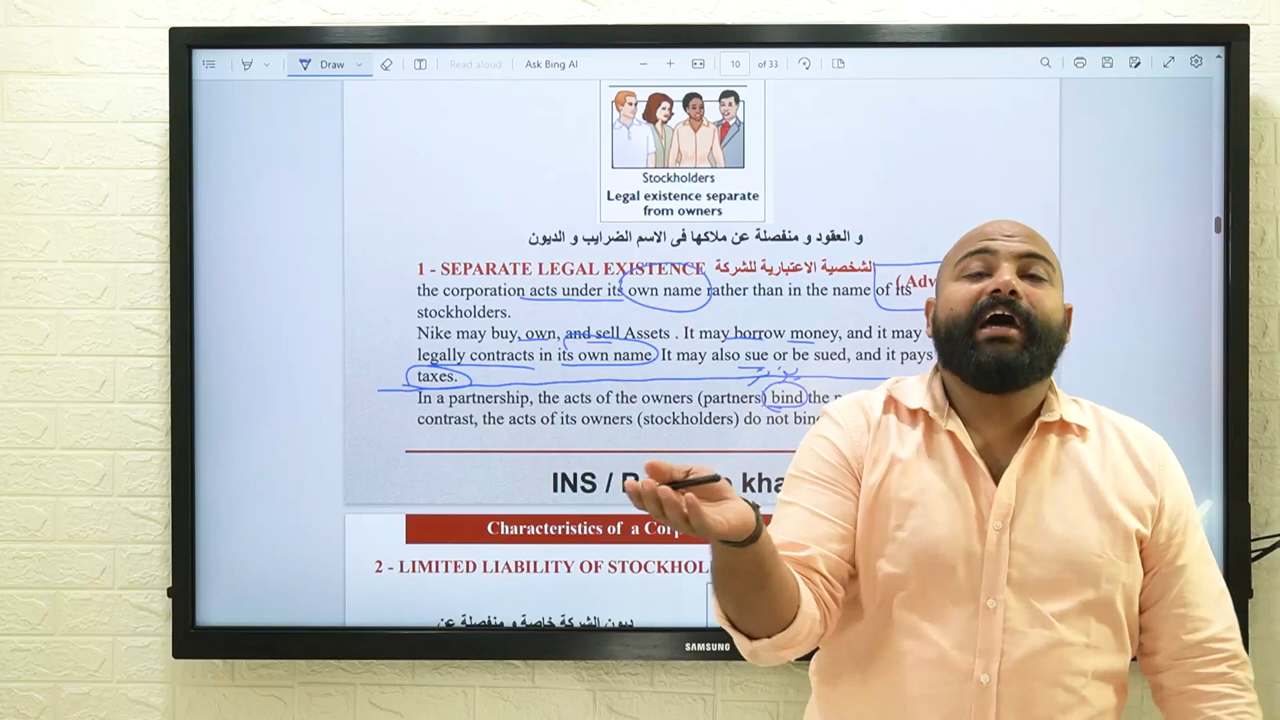 Draw
Read aloud
Ask Bing AI
10 of 33
Stockholders
Legal existence separate
from owners
و العقود و منفصلة عن ملاكها فى الاسم الضرايب و الديون
1 - SEPARATE LEGAL EXISTENCE الشخصية الاعتبارية للشركة
the corporation acts under its own name rather than in the name of its
stockholders.
Nike may buy, own, and sell Assets . It may borrow money, and it may
legally contracts in its own name. It may also sue or be sued, and it pays
taxes.
In a partnership, the acts of the owners (partners) bind the
contrast, the acts of its owners (stockholders) do not
INS /
Characteristics of a
2 - LIMITED LIABILITY OF
ديون الشركة خاصة و منفصلة عن
SAMSUNG